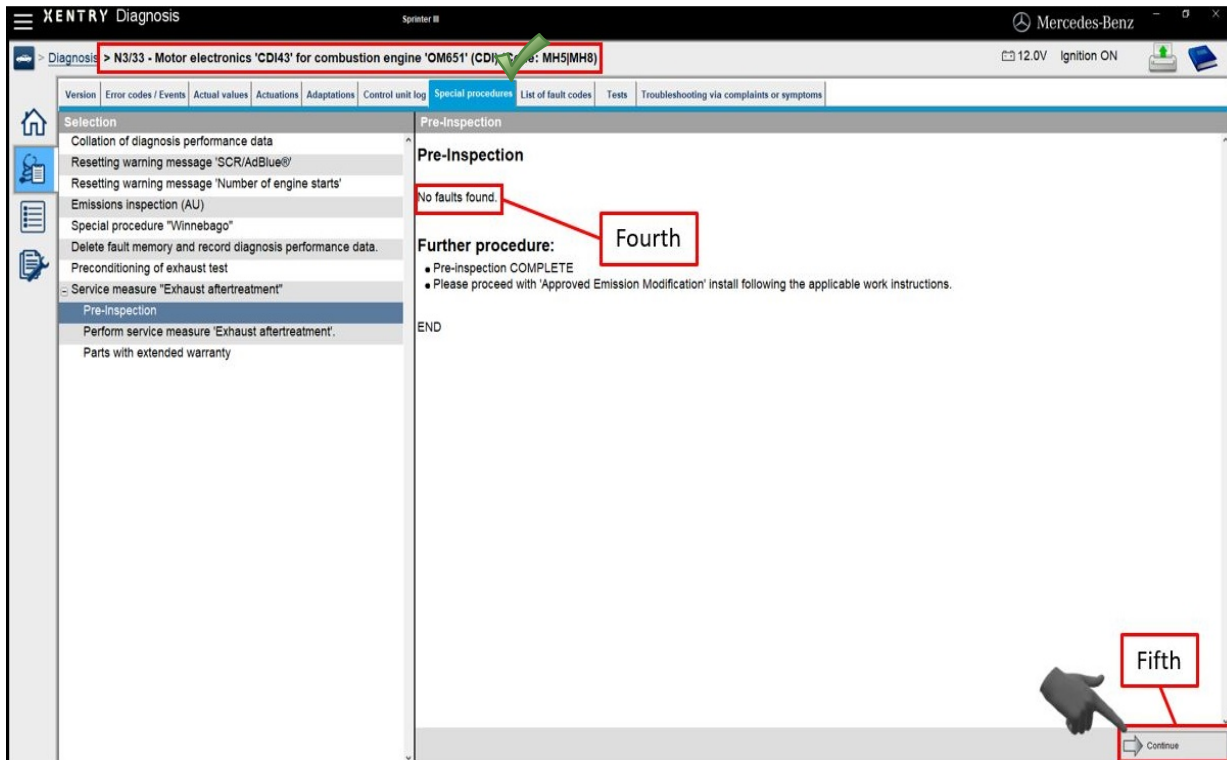 XENTRY Diagnosis
Sprinter III
Mercedes-Benz
> Diagnosis > N3/33 - Motor electronics 'CDI43' for combustion engine 'OM651' (CDI) : MH5|MH8)
12.0V Ignition ON
Version Error codes / Events Actual values Actuations Adaptations Control unit log Special procedures List of fault codes Tests Troubleshooting via complaints or symptoms
Selection
Collation of diagnosis performance data
Resetting warning message 'SCR/AdBlue®'
Resetting warning message 'Number of engine starts'
Emissions inspection (AU)
Special procedure "Winnebago"
Delete fault memory and record diagnosis performance data.
Preconditioning of exhaust test
Service measure "Exhaust aftertreatment"
Pre-Inspection
Perform service measure 'Exhaust aftertreatment'.
Parts with extended warranty
Pre-Inspection
Pre-Inspection
No faults found.
Fourth
Further procedure:
• Pre-inspection COMPLETE
• Please proceed with 'Approved Emission Modification' install following the applicable work instructions.
END
Fifth
Continue